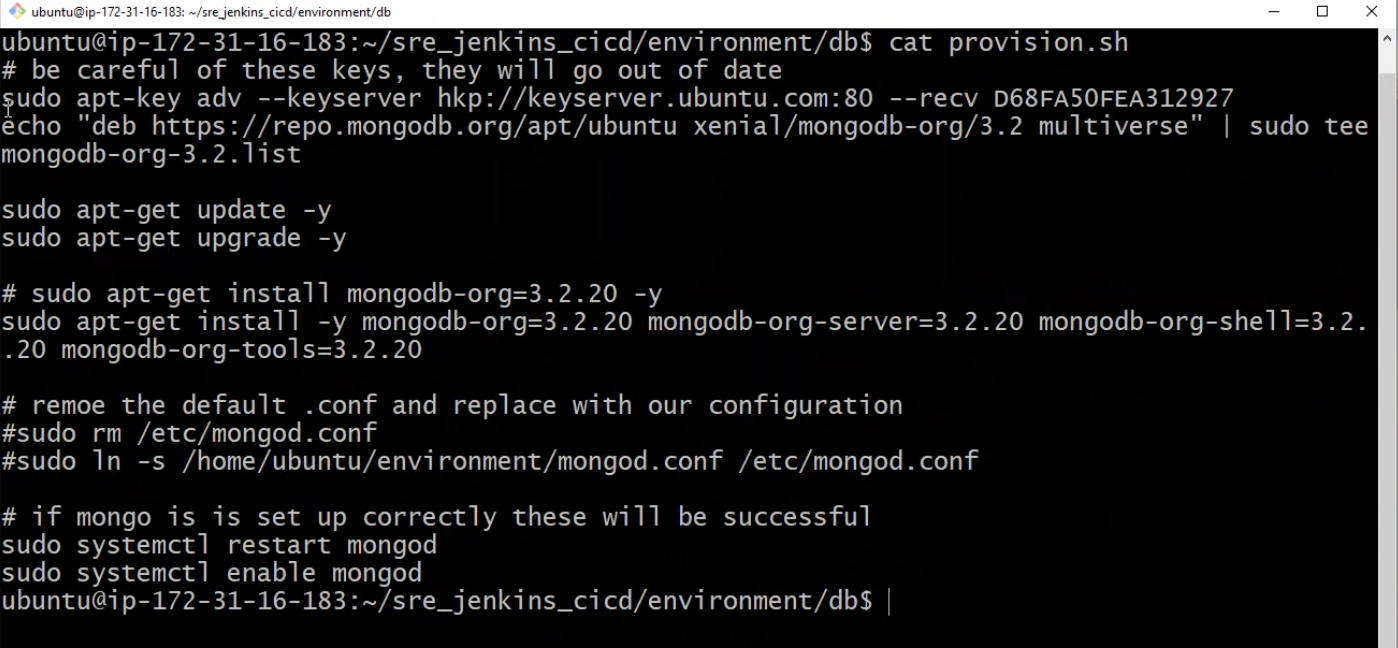 ubuntu@ip-172-31-16-183: ~/sre_jenkins_cicd/environment/db
ubuntu@ip-172-31-16-183:~/sre_jenkins_cicd/environment/db$ cat provision.sh
# be careful of these keys, they will go out of date
sudo apt-key adv --keyserver hkp://keyserver.ubuntu.com:80 --recv D68FA50FEA312927
echo "deb https://repo.mongodb.org/apt/ubuntu xenial/mongodb-org/3.2 multiverse" | sudo tee
mongodb-org-3.2.list
sudo apt-get update -y
sudo apt-get upgrade -y
# sudo apt-get install mongodb-org=3.2.20 -y
sudo apt-get install -y mongodb-org=3.2.20 mongodb-org-server=3.2.20 mongodb-org-shell=3.2.
.20 mongodb-org-tools=3.2.20
# remoe the default .conf and replace with our configuration
#sudo rm /etc/mongod.conf
#sudo ln -s /home/ubuntu/environment/mongod.conf /etc/mongod.conf
# if mongo is is set up correctly these will be successful
sudo systemctl restart mongod
sudo systemctl enable mongod
ubuntu@ip-172-31-16-183:~/sre_jenkins_cicd/environment/db$